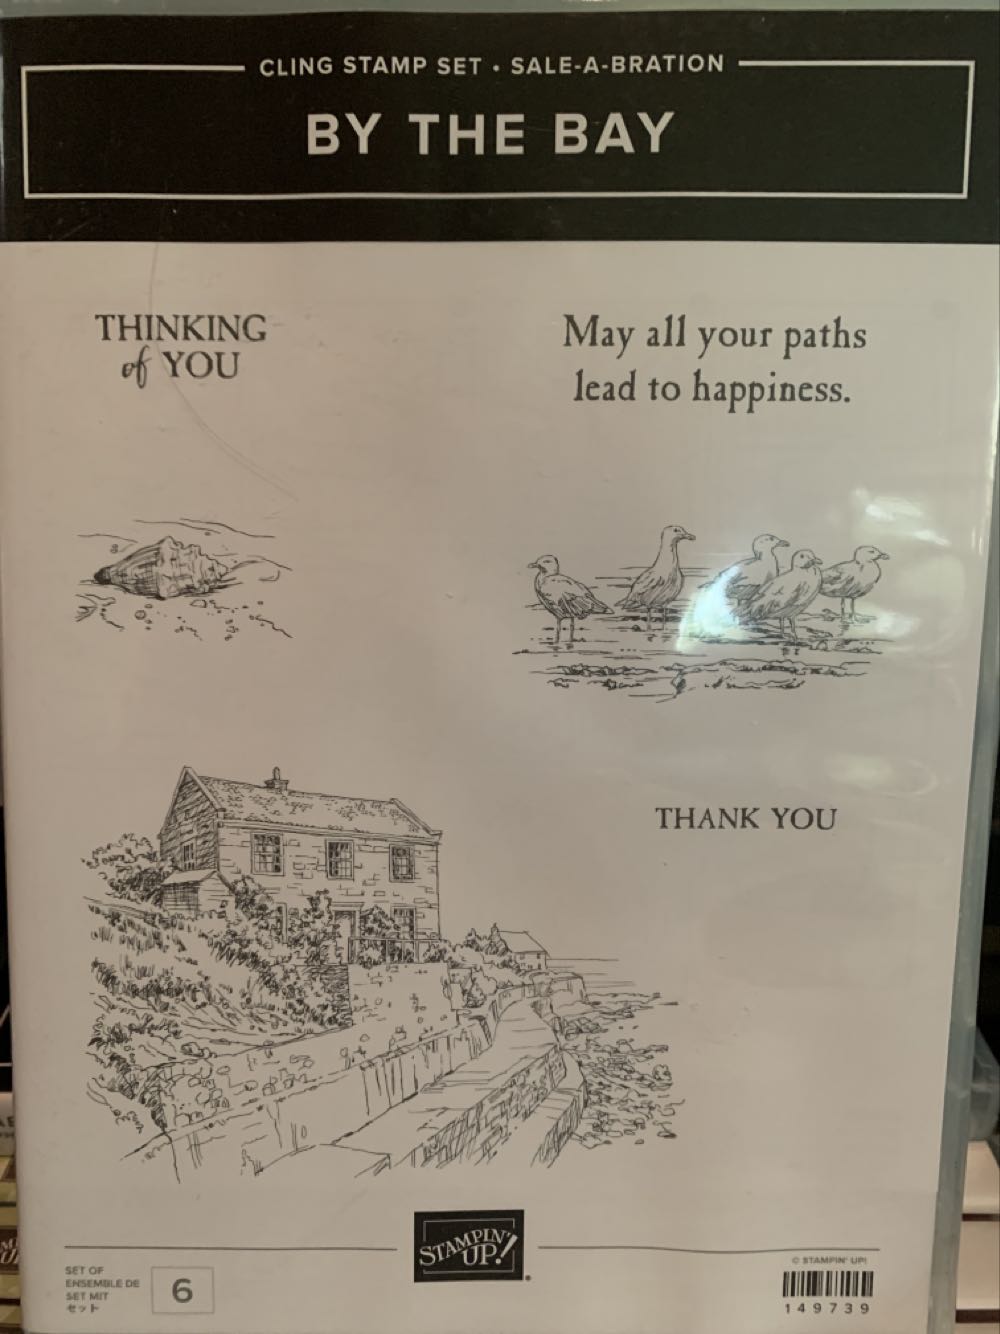 CLING STAMP SET • SALE-A-BRATION
BY THE BAY
THINKING
of YOU
May all your paths
lead to happiness.
THANK YOU
STAMPIN'
UP!
SET OF
ENSEMBLE DE
SET MIT
セット
6
© STAMPIN' UP!
149739